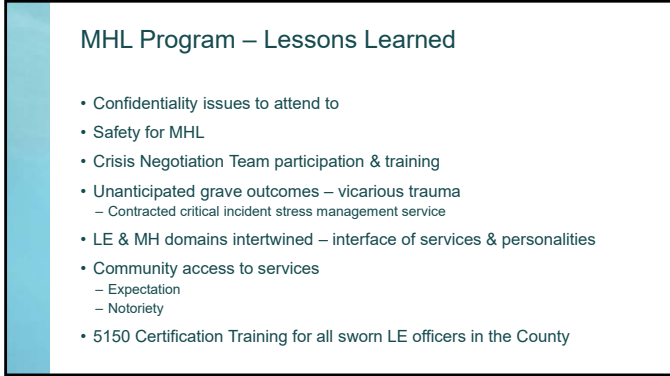 MHL Program – Lessons Learned
• Confidentiality issues to attend to
• Safety for MHL
• Crisis Negotiation Team participation & training
• Unanticipated grave outcomes – vicarious trauma
– Contracted critical incident stress management service
• LE & MH domains intertwined – interface of services & personalities
• Community access to services
– Expectation
– Notoriety
• 5150 Certification Training for all sworn LE officers in the County